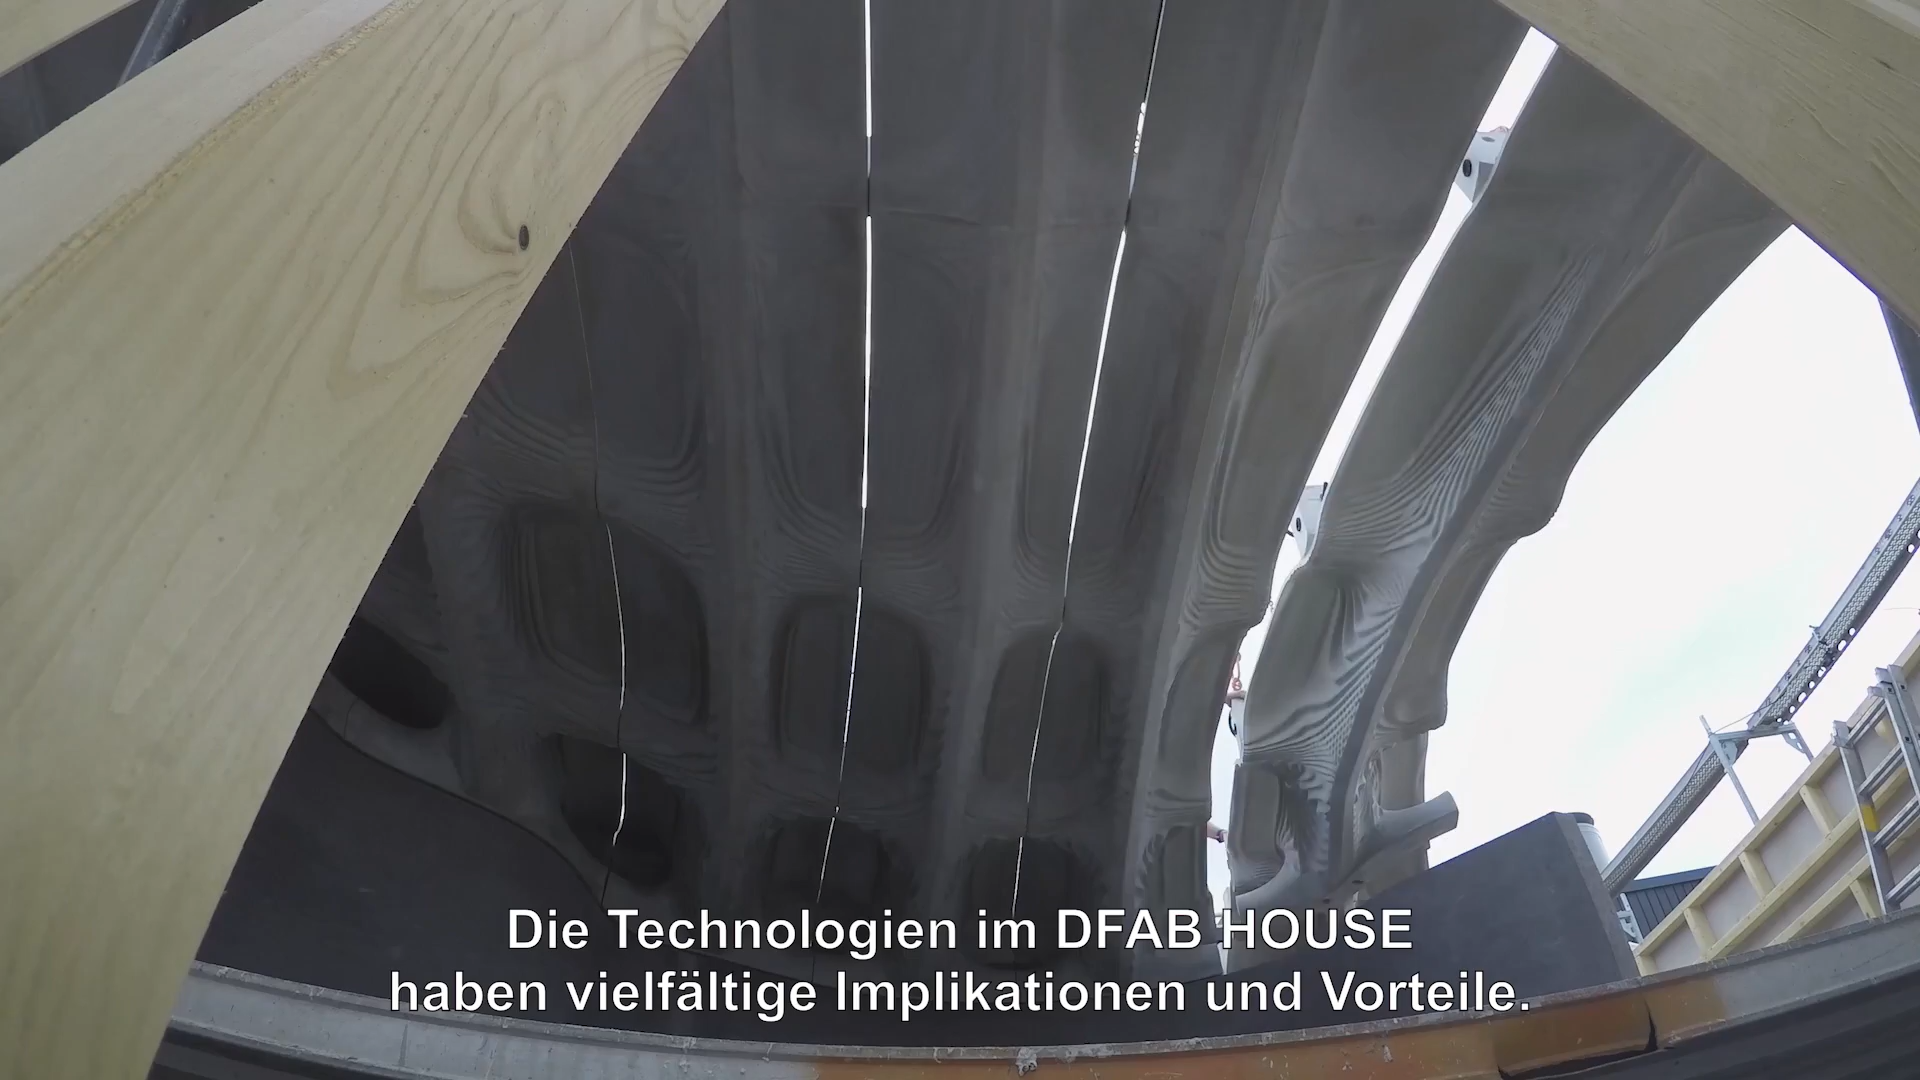 Die Technologien im DFAB HOUSE
haben vielfältige Implikationen und Vorteile.